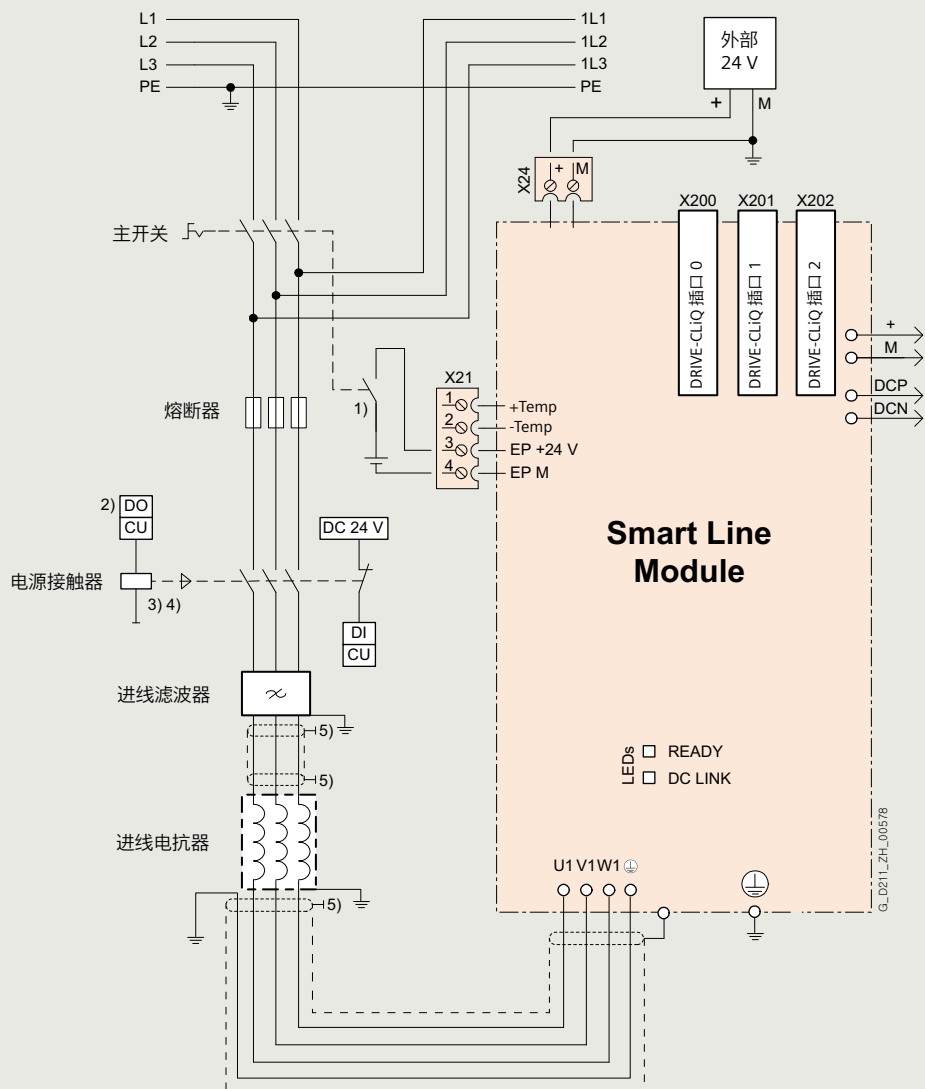 L1
L2
L3
PE
1L1
1L2
1L3
PE
外部
24 V
+
M
X24
+
M
X200
X201
X202
DRIVE-CLiQ 插口 0
DRIVE-CLiQ 插口 1
DRIVE-CLiQ 插口 2
+
M
DCP
DCN
主开关
熔断器
1)
X21
1
2
3
4
+Temp
-Temp
EP +24 V
EP M
Smart Line
Module
2)
DO
CU
DC 24 V
电源接触器
3) 4)
DI
CU
进线滤波器
5)
5)
进线电抗器
5)
LEDs
READY
DC LINK
U1 V1 W1
G_D211_ZH_00578